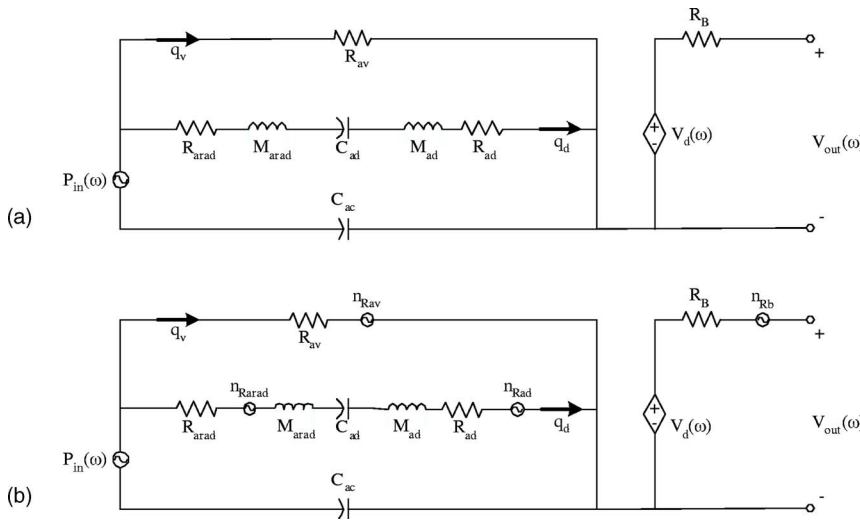 R_B
q_v
R_av
+
R_arad
M_arad
C_ad
M_ad
R_ad
q_d
+
-
V_d(ω)
V_out(ω)
P_in(ω)
C_ac
-
(a)
n_Rav
R_B
n_Rb
q_v
R_av
+
n_Rarad
n_Rad
R_arad
M_arad
C_ad
M_ad
R_ad
q_d
+
-
V_d(ω)
V_out(ω)
P_in(ω)
C_ac
-
(b)